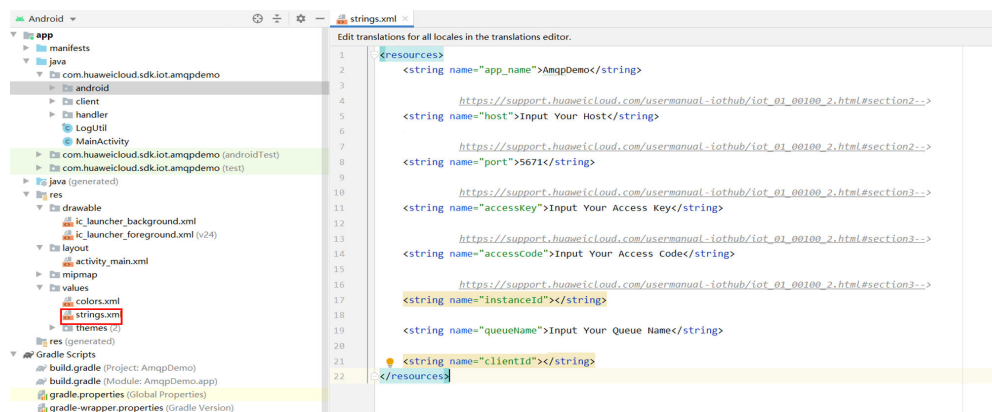 Android
app
manifests
java
com.huaweicloud.sdk.iot.amqpdemo
android
client
handler
LogUtil
MainActivity
com.huaweicloud.sdk.iot.amqpdemo (androidTest)
com.huaweicloud.sdk.iot.amqpdemo (test)
java (generated)
res
drawable
ic_launcher_background.xml
ic_launcher_foreground.xml (v24)
layout
activity_main.xml
mipmap
values
colors.xml
strings.xml
themes (2)
res (generated)
Gradle Scripts
build.gradle (Project: AmqpDemo)
build.gradle (Module: AmqpDemo.app)
gradle.properties (Global Properties)
gradle-wrapper.properties (Gradle Version)
strings.xml
Edit translations for all locales in the translations editor.
1 <resources>
2 <string name="app_name">AmqpDemo</string>
3
4 https://support.huaweicloud.com/usermanual-iothub/iot_01_00100_2.html#section2-->
5 <string name="host">Input Your Host</string>
6
7 https://support.huaweicloud.com/usermanual-iothub/iot_01_00100_2.html#section2-->
8 <string name="port">5671</string>
9
10 https://support.huaweicloud.com/usermanual-iothub/iot_01_00100_2.html#section3-->
11 <string name="accessKey">Input Your Access Key</string>
12
13 https://support.huaweicloud.com/usermanual-iothub/iot_01_00100_2.html#section3-->
14 <string name="accessCode">Input Your Access Code</string>
15
16 https://support.huaweicloud.com/usermanual-iothub/iot_01_00100_2.html#section3-->
17 <string name="instanceId"></string>
18
19 <string name="queueName">Input Your Queue Name</string>
20
21 <string name="clientId"></string>
22 </resources>